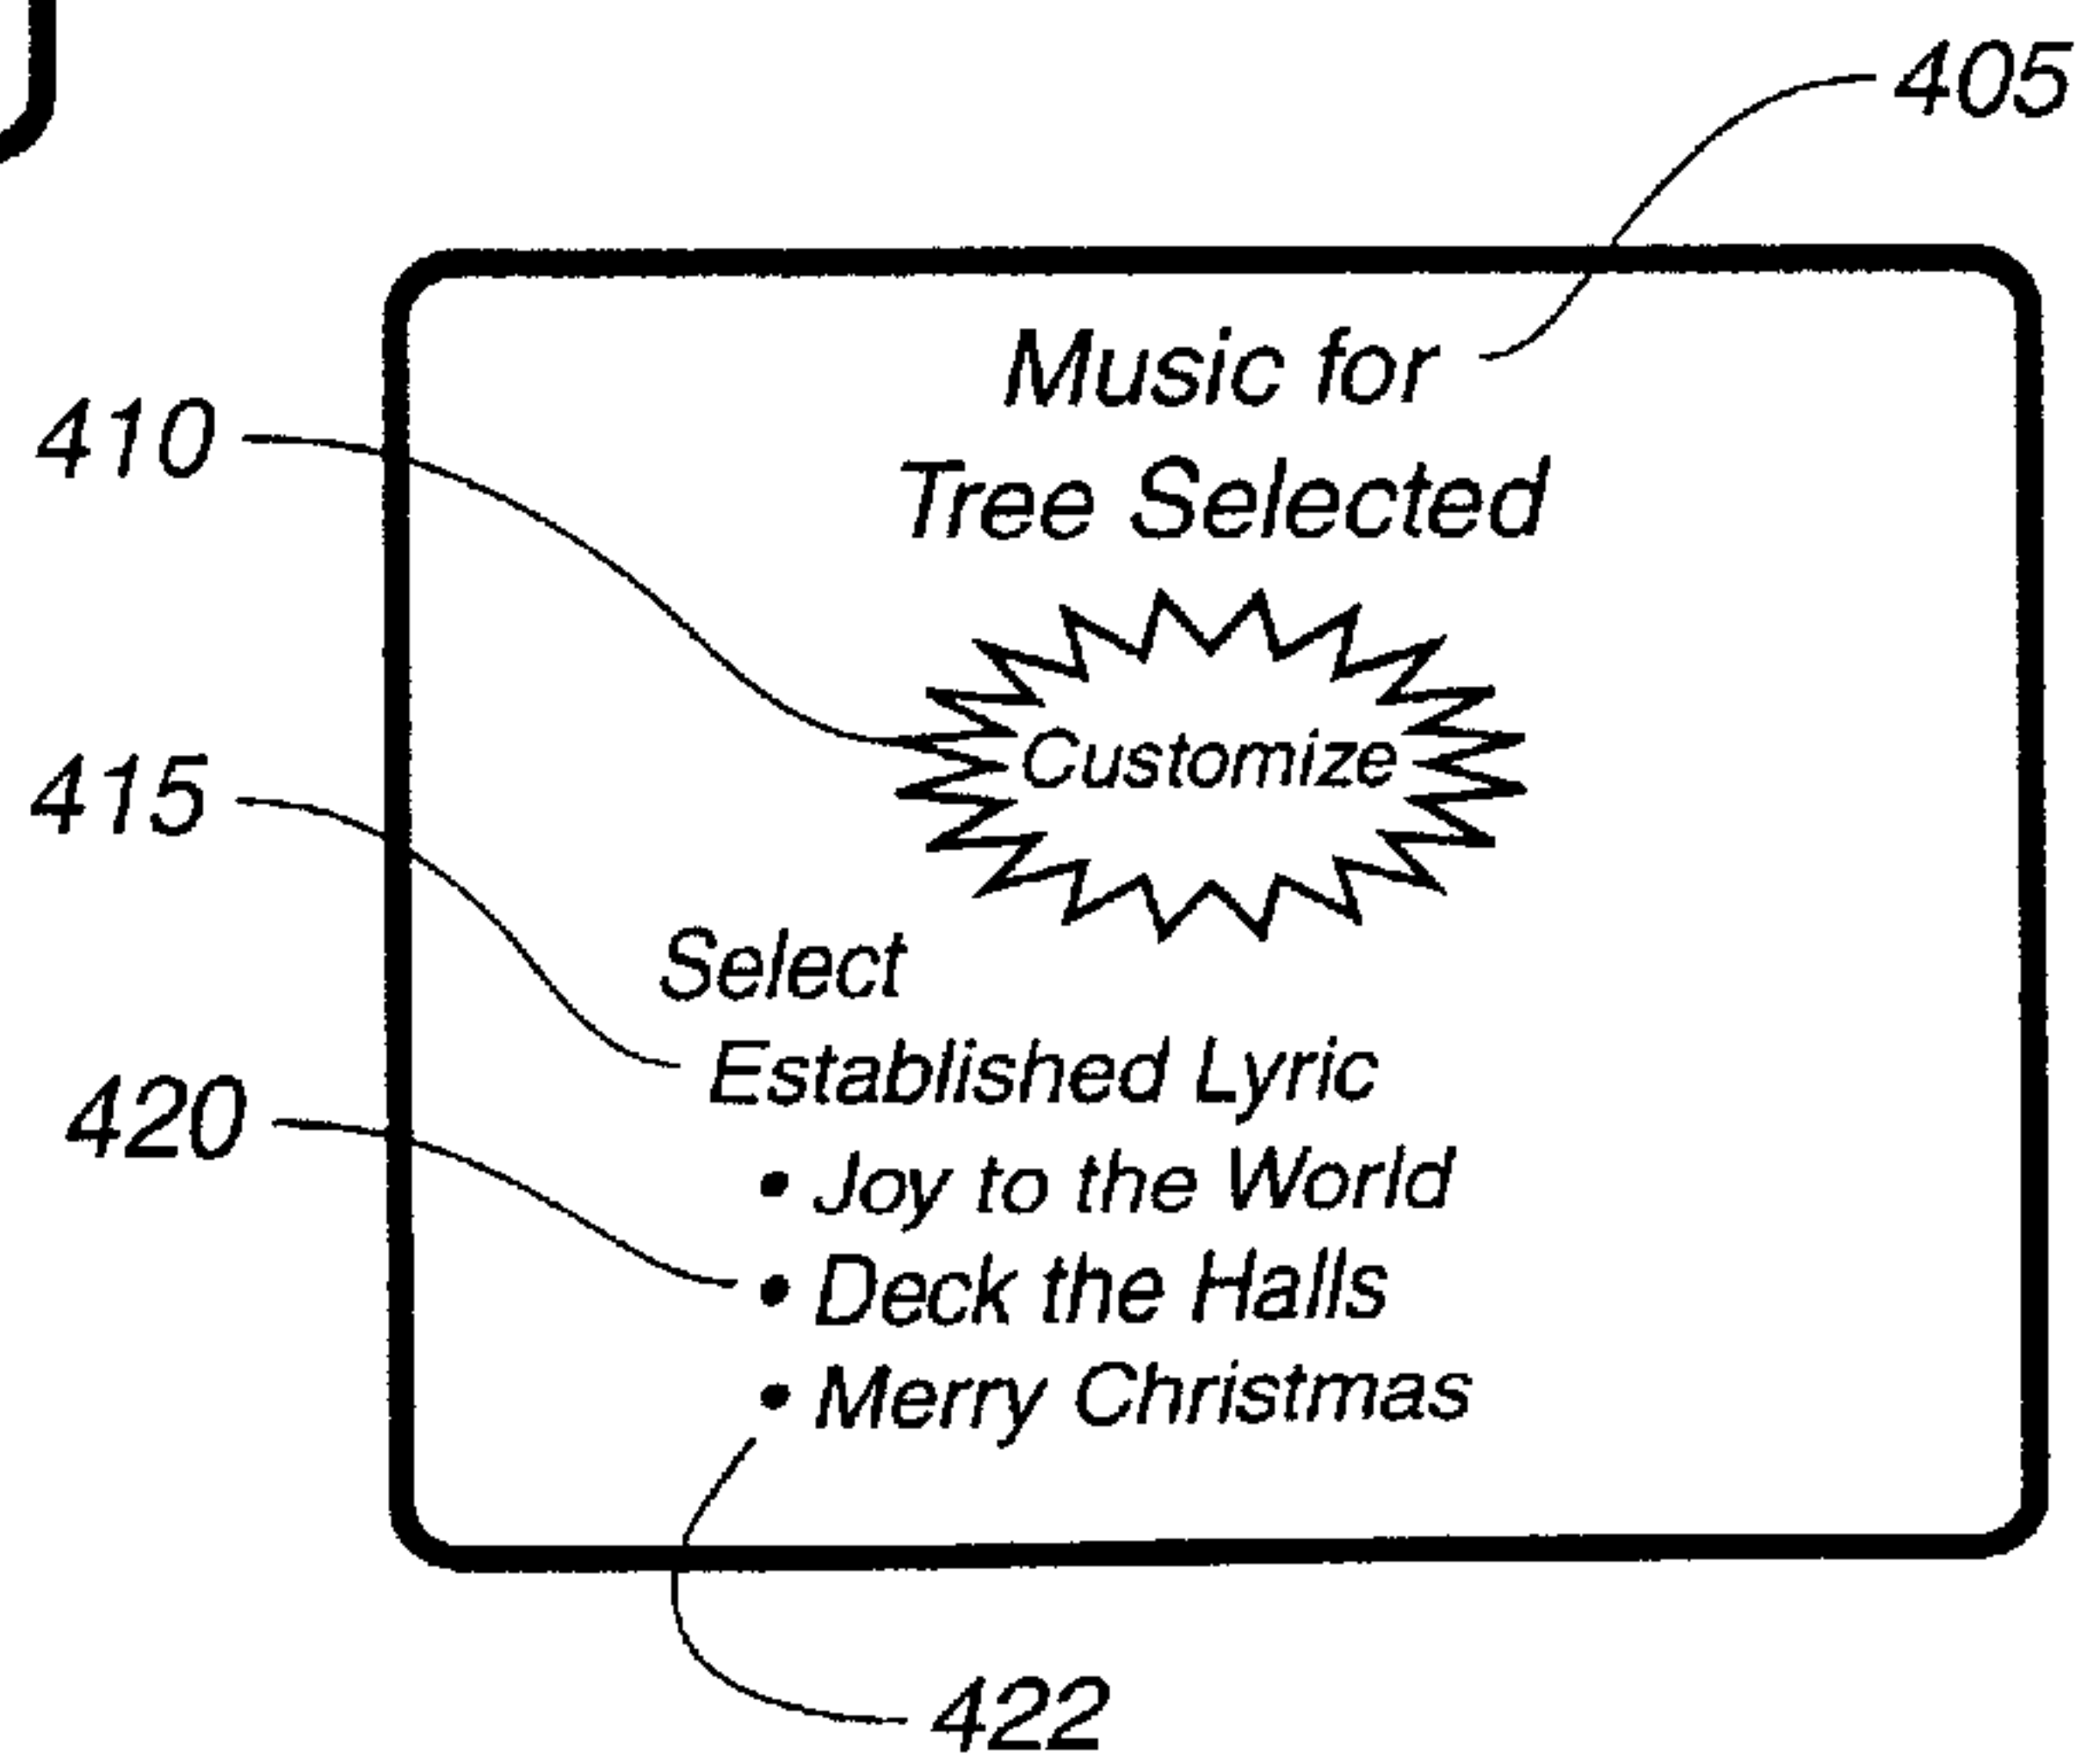 405
Music for
410
Tree Selected
Customize
415
Select
Established Lyric
420
• Joy to the World
• Deck the Halls
• Merry Christmas
422